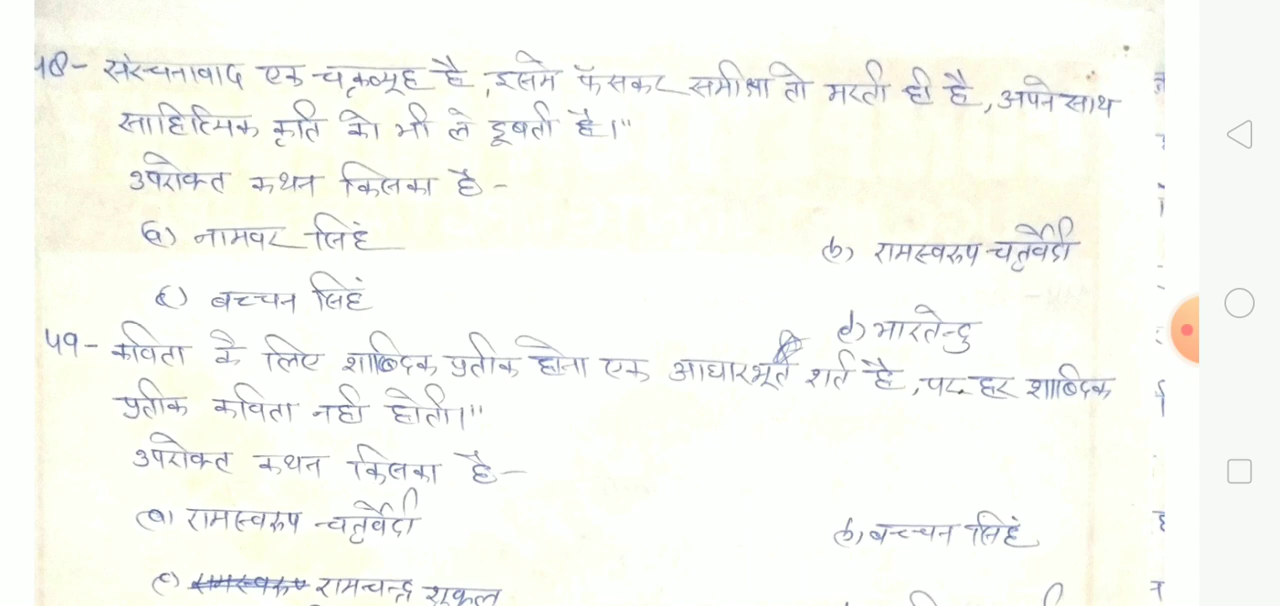 48- संरचनावाद एक चक्रव्यूह है, इसमे फँसकर समीक्षा तो मरती ही है, अपने साथ
साहित्यिक कृति को भी ले डूबती है।"
उपरोक्त कथन किसका है -
(a) नामवर सिंह
(b) रामस्वरूप चतुर्वेदी
(c) बच्चन सिंह
(d) भारतेन्दु
49- कविता के लिए शाब्दिक प्रतीक होना एक आधारभूत शर्त है, पर हर शाब्दिक
प्रतीक कविता नही होती।"
उपरोक्त कथन किसका है -
(a) रामस्वरूप चतुर्वेदी
(b) बच्चन सिंह
(c) रामचन्द्र शुक्ल